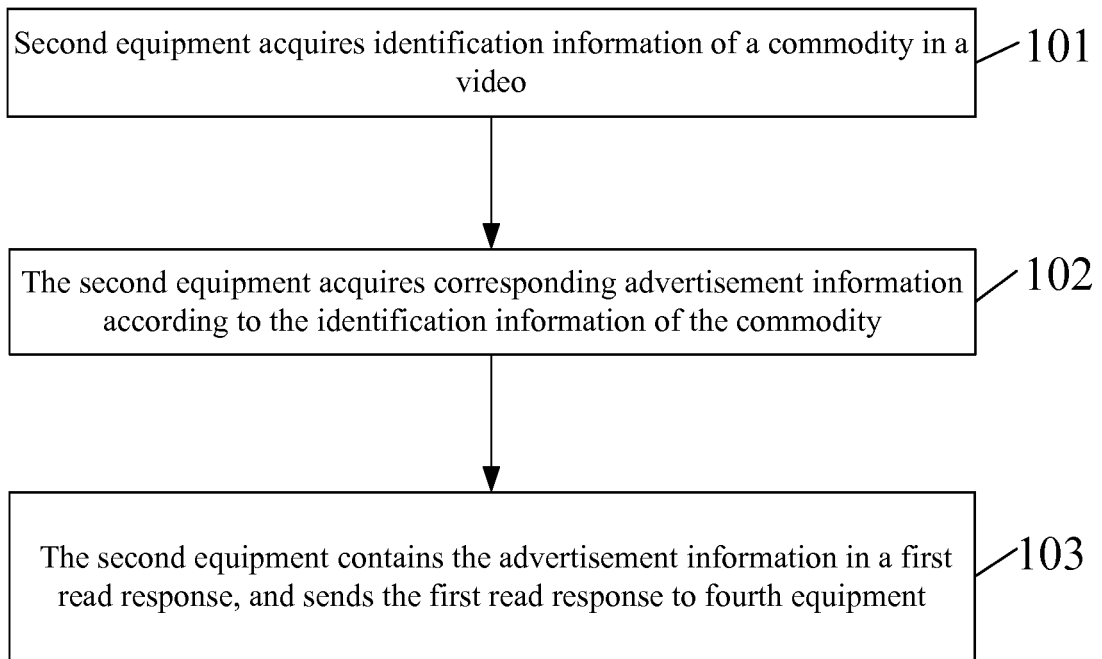 Second equipment acquires identification information of a commodity in a
video
101
The second equipment acquires corresponding advertisement information
according to the identification information of the commodity
102
The second equipment contains the advertisement information in a first
read response, and sends the first read response to fourth equipment
103